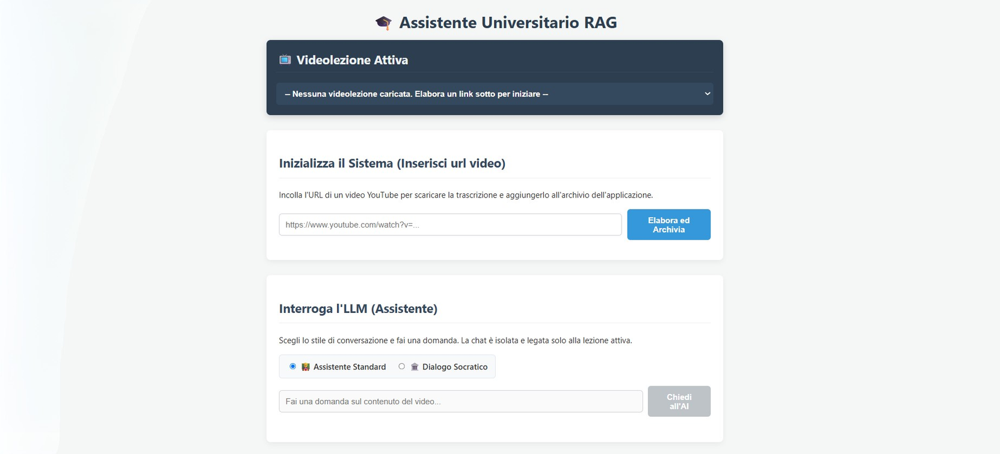 Assistente Universitario RAG
Videolezione Attiva
-- Nessuna videolezione caricata. Elabora un link sotto per iniziare --
Inizializza il Sistema (Inserisci url video)
Incolla l'URL di un video YouTube per scaricare la trascrizione e aggiungerlo all'archivio dell'applicazione.
https://www.youtube.com/watch?v=...
Elabora ed
Archivia
Interroga l'LLM (Assistente)
Scegli lo stile di conversazione e fai una domanda. La chat è isolata e legata solo alla lezione attiva.
Assistente Standard Dialogo Socratico
Fai una domanda sul contenuto del video...
Chiedi
all'AI